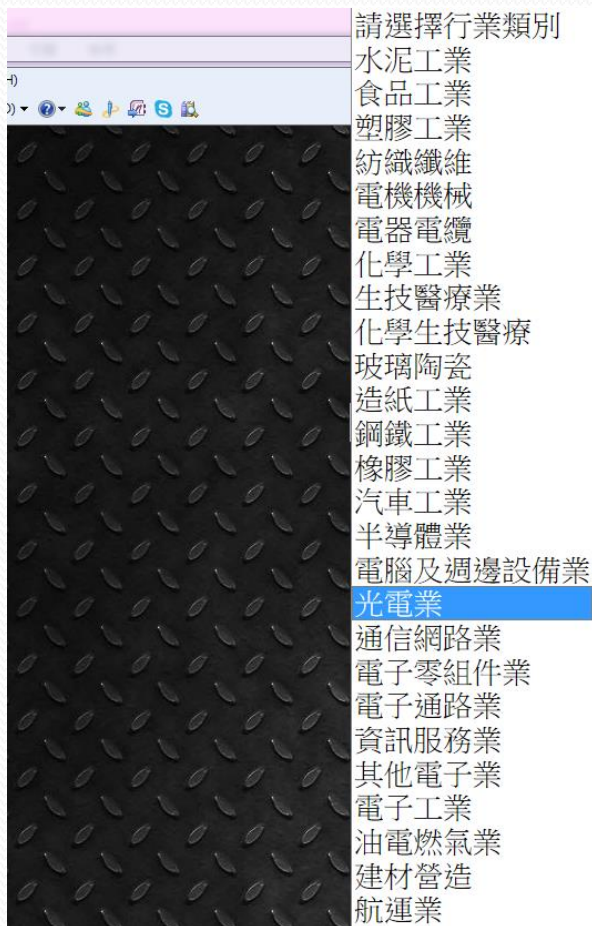 請選擇行業類別
水泥工業
食品工業
塑膠工業
紡織纖維
電機機械
電器電纜
化學工業
生技醫療業
化學生技醫療
玻璃陶瓷
造紙工業
鋼鐵工業
橡膠工業
汽車工業
半導體業
電腦及週邊設備業
光電業
通信網路業
電子零組件業
電子通路業
資訊服務業
其他電子業
電子工業
油電燃氣業
建材營造
航運業